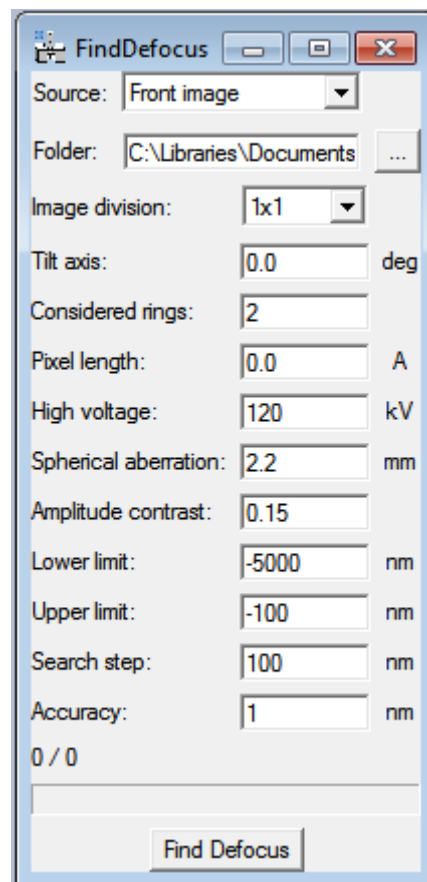 FindDefocus
Source: Front image
Folder: C:\Libraries\Documents ...
Image division: 1x1
Tilt axis: 0.0 deg
Considered rings: 2
Pixel length: 0.0 A
High voltage: 120 kV
Spherical aberration: 2.2 mm
Amplitude contrast: 0.15
Lower limit: -5000 nm
Upper limit: -100 nm
Search step: 100 nm
Accuracy: 1 nm
0 / 0
Find Defocus